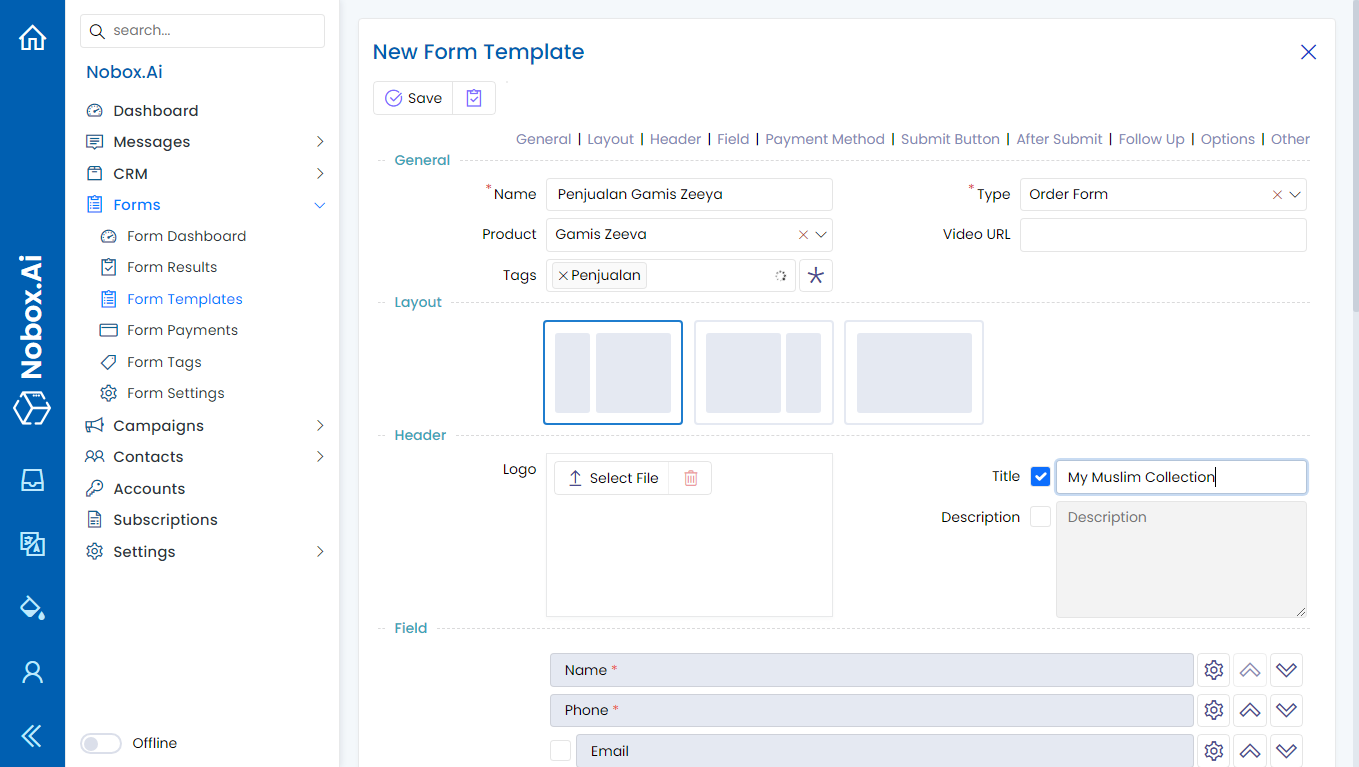 search...
Nobox.Ai
Dashboard
Messages
CRM
Forms
Form Dashboard
Form Results
Form Templates
Form Payments
Form Tags
Form Settings
Campaigns
Contacts
Accounts
Subscriptions
Settings
Offline
Nobox.Ai
New Form Template
Save
General | Layout | Header | Field | Payment Method | Submit Button | After Submit | Follow Up | Options | Other
General
* Name Penjualan Gamis Zeeya
* Type Order Form
Product Gamis Zeeva
Video URL
Tags Penjualan
Layout
Header
Logo Select File
Title My Muslim Collection
Description Description
Field
Name *
Phone *
Email